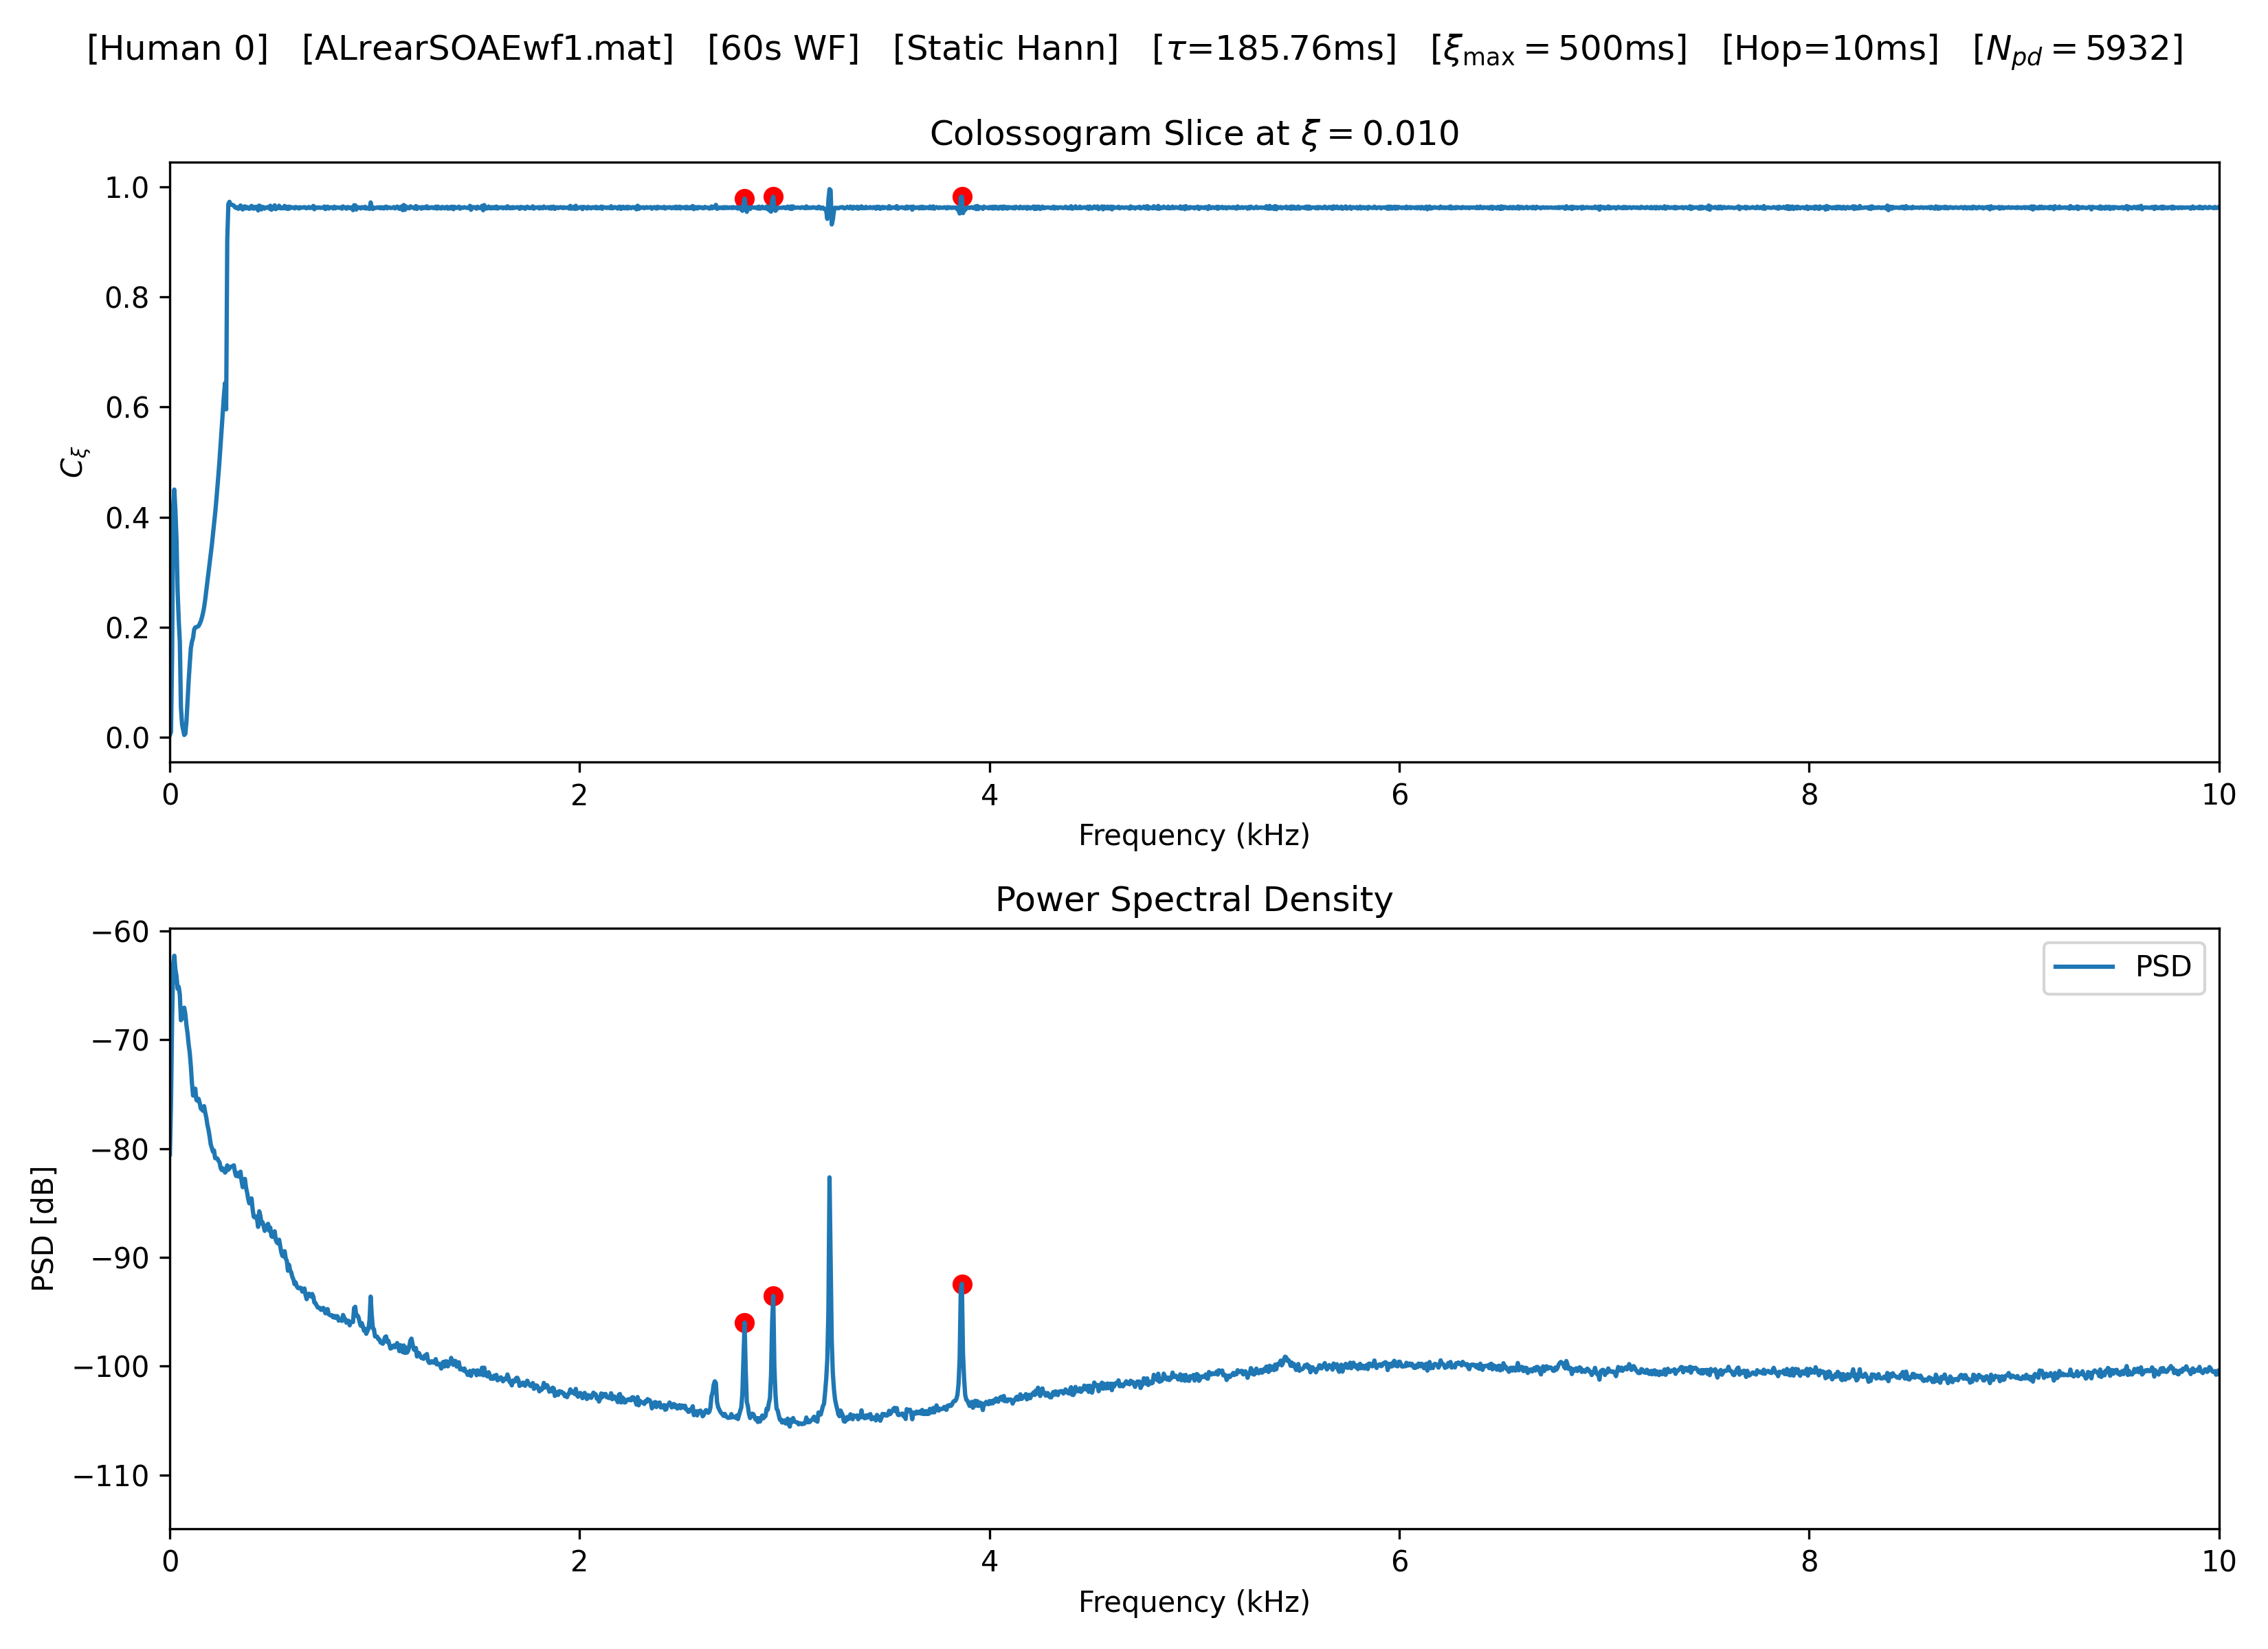 [Human 0] [ALrearSOAEwf1.mat] [60s WF] [Static Hann] [τ=185.76ms] [ξmax = 500ms] [Hop=10ms] [Npd = 5932]
Colossogram Slice at ξ = 0.010
1.0
0.8
0.6
0.4
0.2
0.0
Cξ
0 2 4 6 8 10
Frequency (kHz)
Power Spectral Density
−60
−70
−80
−90
−100
−110
PSD [dB]
PSD
0 2 4 6 8 10
Frequency (kHz)